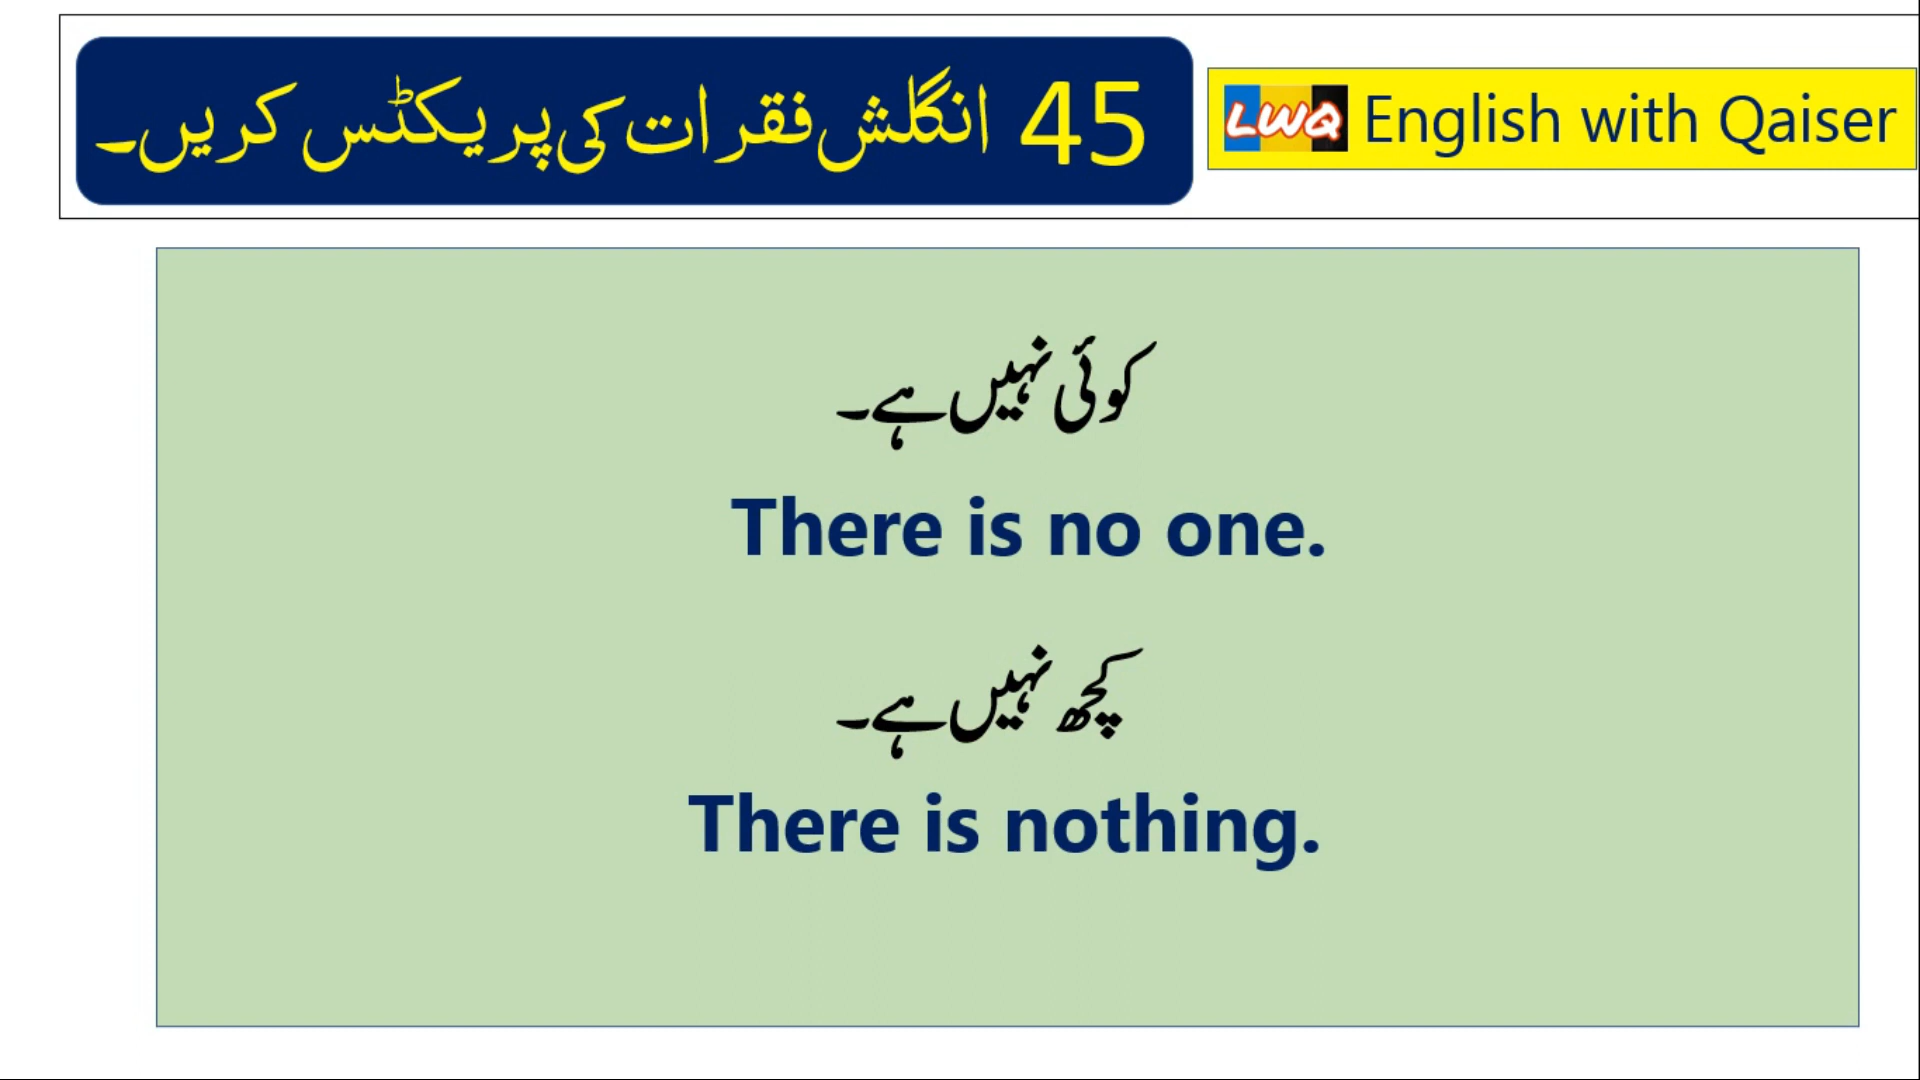 45 انگلش فقرات کی پریکٹس کریں۔
LWQ English with Qaiser
کوئی نہیں ہے۔
There is no one.
کچھ نہیں ہے۔
There is nothing.